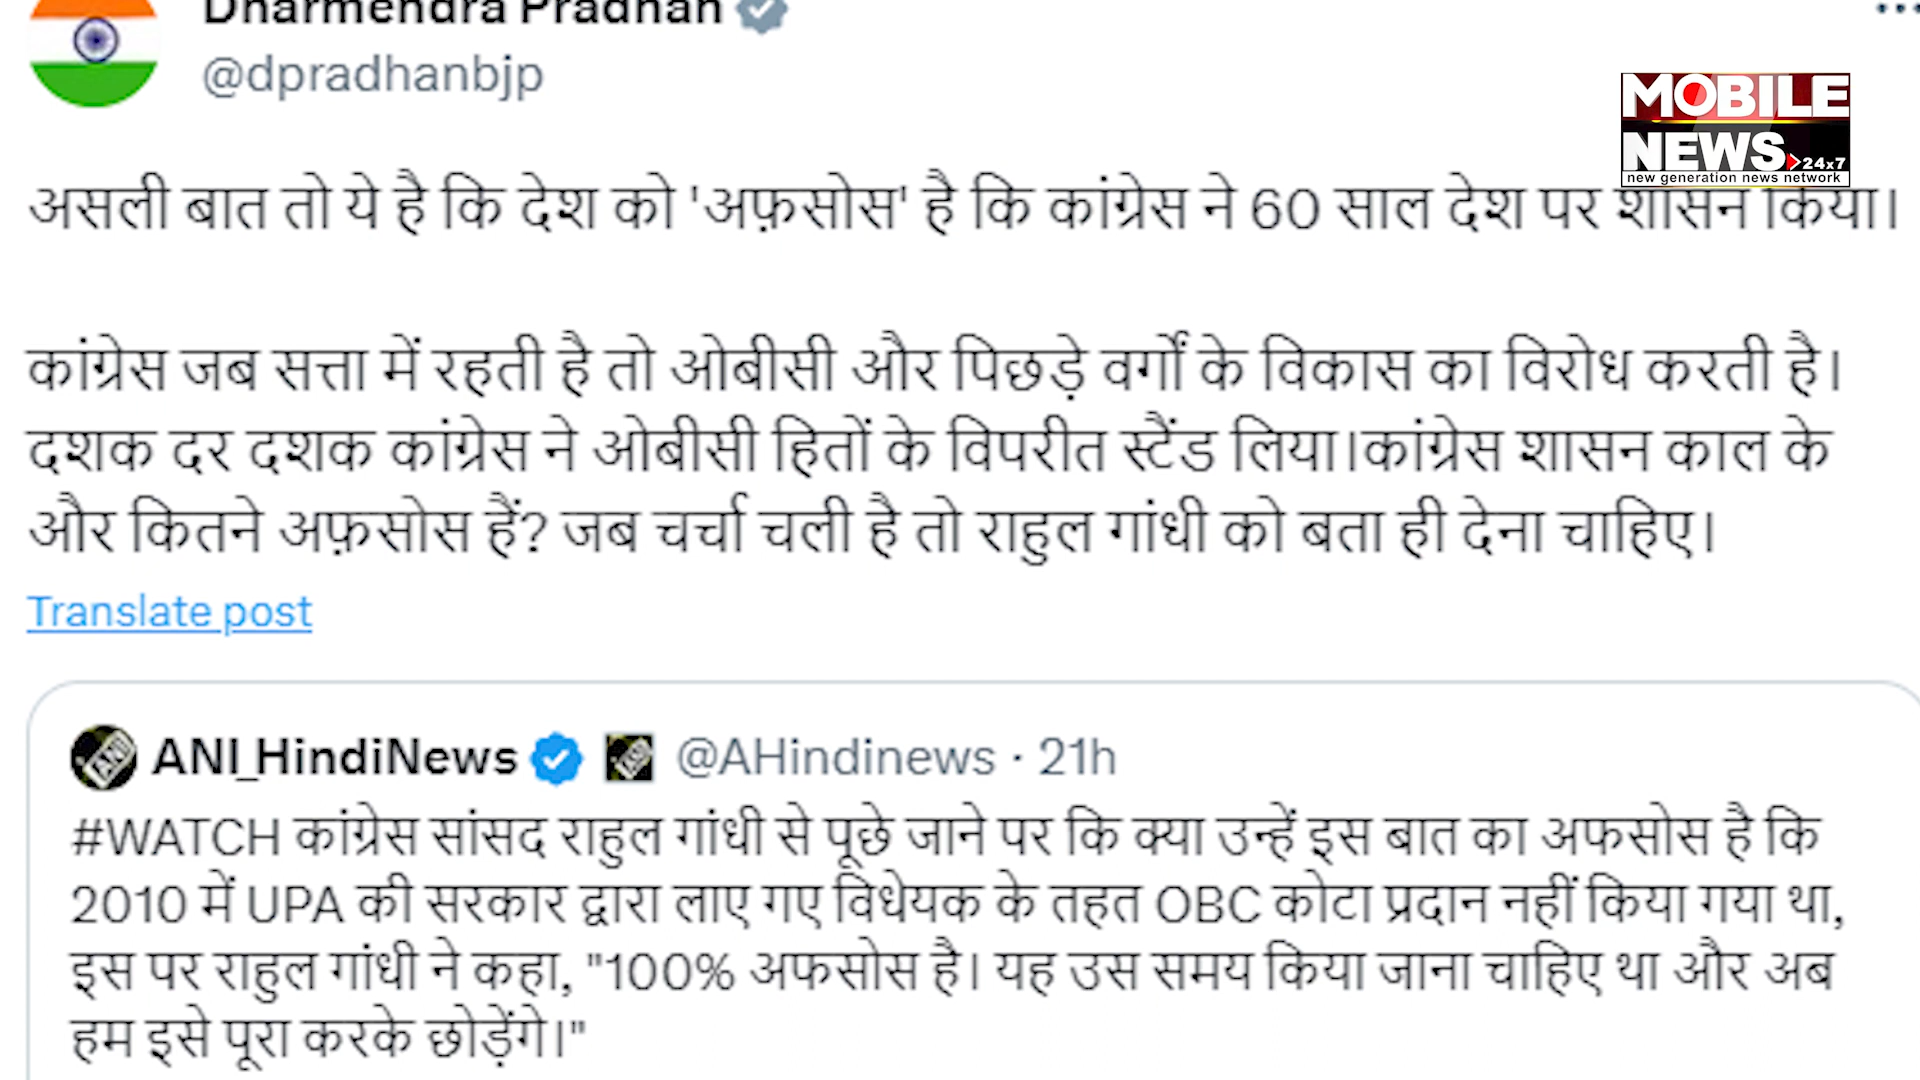 Dharmendra Pradhan
@dpradhanbjp
MOBILE
NEWS 24x7
new generation news network
असली बात तो ये है कि देश को 'अफ़सोस' है कि कांग्रेस ने 60 साल देश पर शासन किया।
कांग्रेस जब सत्ता में रहती है तो ओबीसी और पिछड़े वर्गों के विकास का विरोध करती है।
दशक दर दशक कांग्रेस ने ओबीसी हितों के विपरीत स्टैंड लिया।कांग्रेस शासन काल के
और कितने अफ़सोस हैं? जब चर्चा चली है तो राहुल गांधी को बता ही देना चाहिए।
Translate post
ANI_HindiNews @AHindinews · 21h
#WATCH कांग्रेस सांसद राहुल गांधी से पूछे जाने पर कि क्या उन्हें इस बात का अफसोस है कि
2010 में UPA की सरकार द्वारा लाए गए विधेयक के तहत OBC कोटा प्रदान नहीं किया गया था,
इस पर राहुल गांधी ने कहा, "100% अफसोस है। यह उस समय किया जाना चाहिए था और अब
हम इसे पूरा करके छोड़ेंगे।"